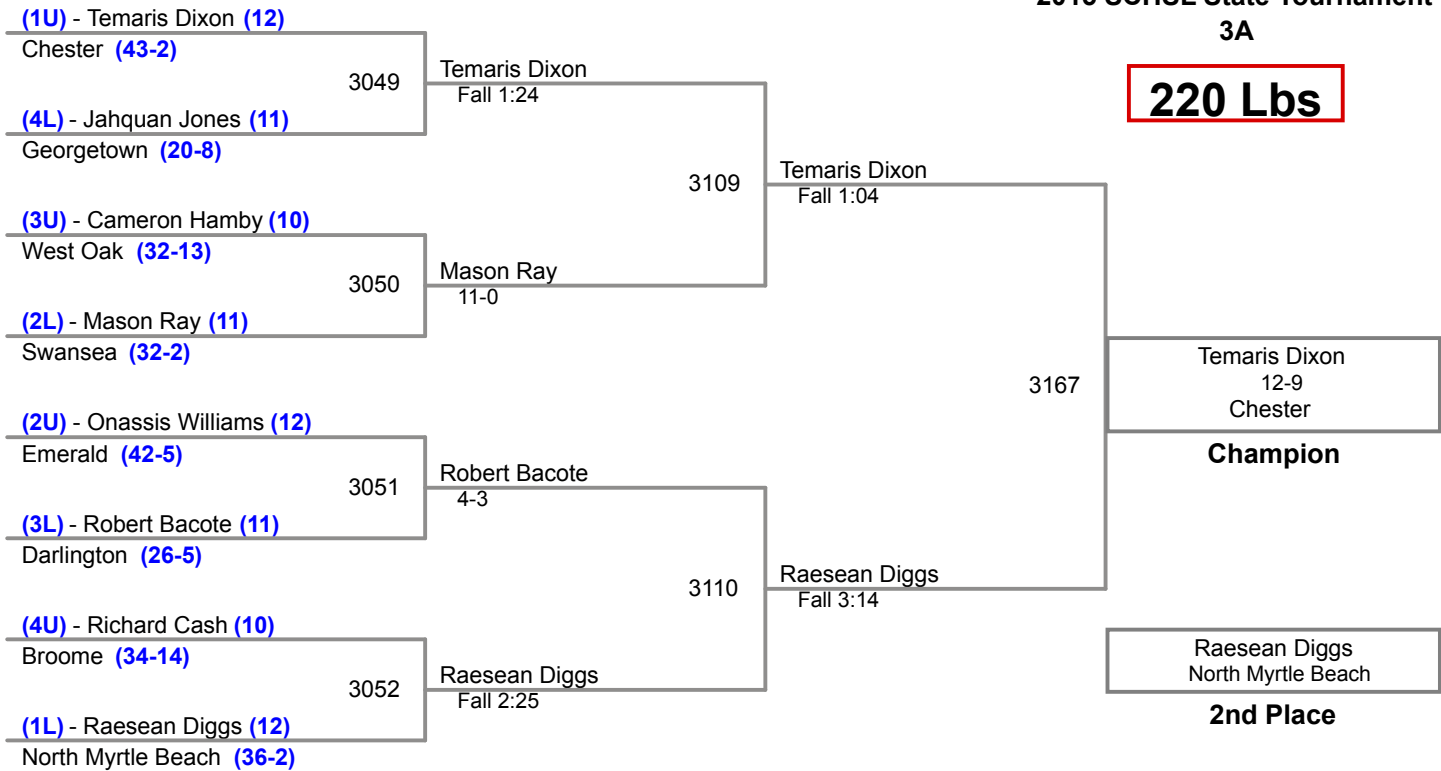 2016 SCHSL State Tournament
3A
220 Lbs
(1U) - Temaris Dixon (12)
Chester (43-2)
3049
(4L) - Jahquan Jones (11)
Georgetown (20-8)
(3U) - Cameron Hamby (10)
West Oak (32-13)
3050
(2L) - Mason Ray (11)
Swansea (32-2)
(2U) - Onassis Williams (12)
Emerald (42-5)
3051
(3L) - Robert Bacote (11)
Darlington (26-5)
(4U) - Richard Cash (10)
Broome (34-14)
3052
(1L) - Raesean Diggs (12)
North Myrtle Beach (36-2)
Temaris Dixon
Fall 1:24
3109
Mason Ray
11-0
Robert Bacote
4-3
3110
Raesean Diggs
Fall 2:25
Temaris Dixon
Fall 1:04
3167
Raesean Diggs
Fall 3:14
Temaris Dixon
12-9
Chester
Champion
Raesean Diggs
North Myrtle Beach
2nd Place